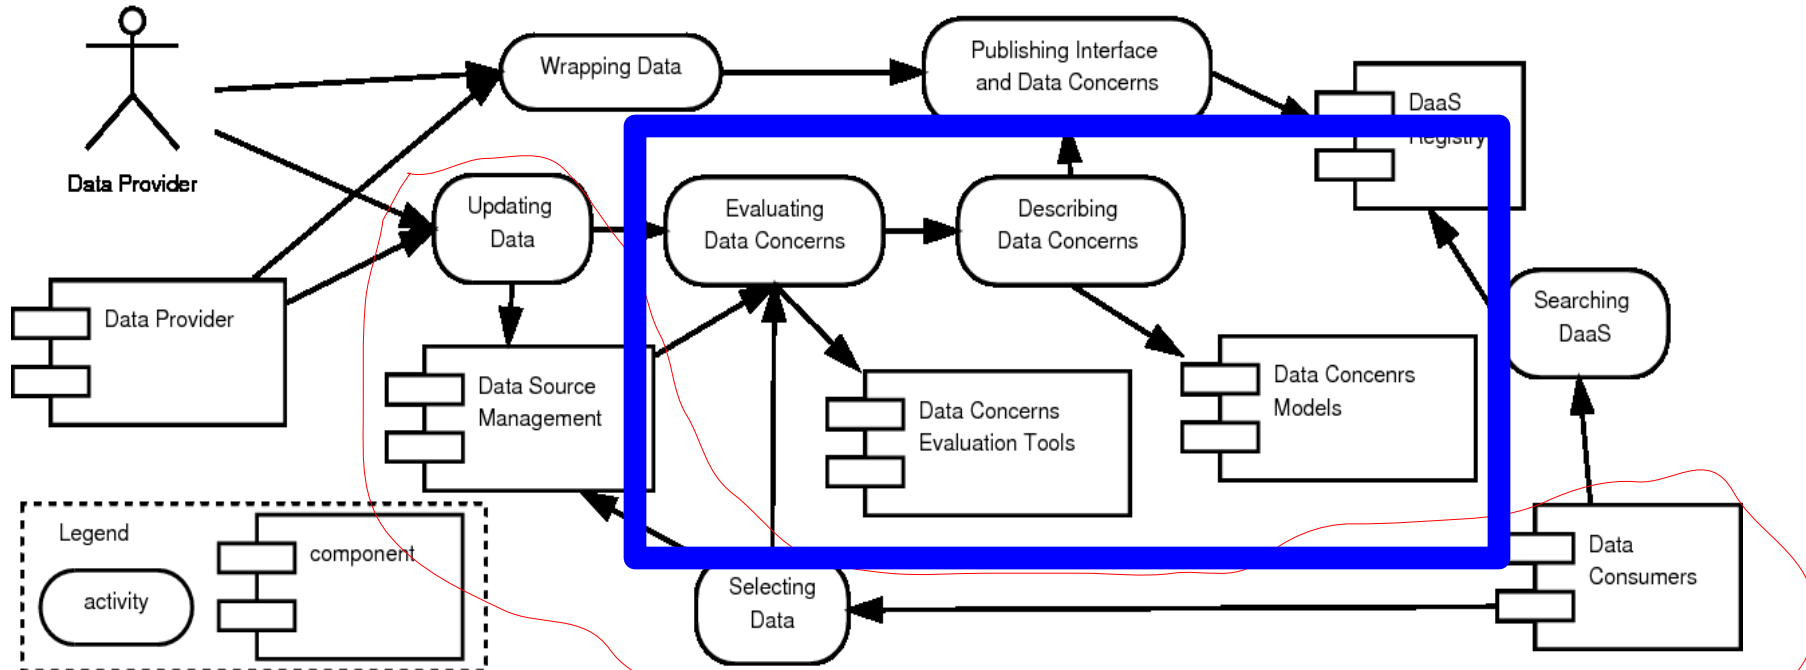 Wrapping Data
Publishing Interface
and Data Concerns
DaaS
Registry
Data Provider
Updating
Data
Evaluating
Data Concerns
Describing
Data Concerns
Data Provider
Searching
DaaS
Data Source
Management
Data Concerns
Evaluation Tools
Data Concenrs
Models
Legend
component
activity
Selecting
Data
Data
Consumers